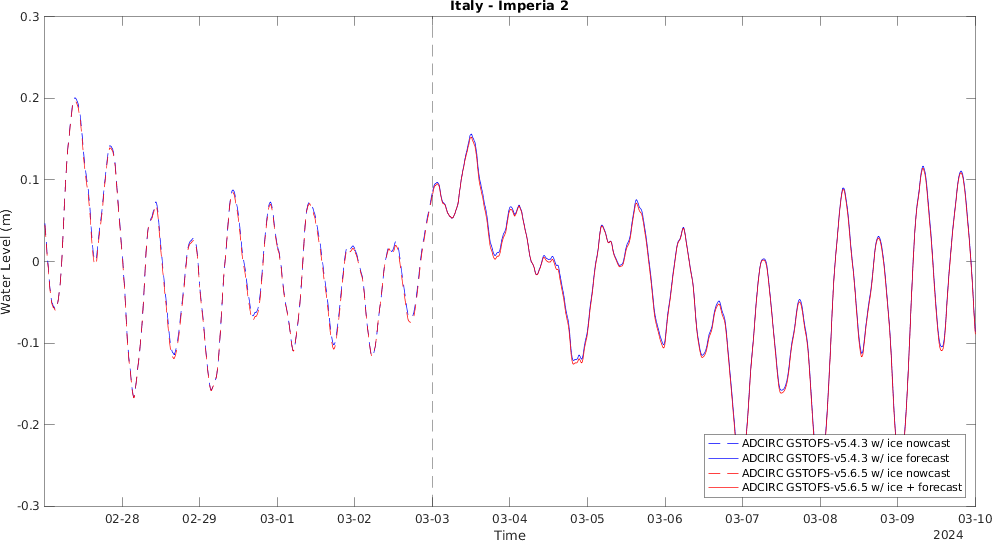 Italy - Imperia 2
Water Level (m)
0.3
0.2
0.1
0
-0.1
-0.2
-0.3
ADCIRC GSTOFS-v5.4.3 w/ ice nowcast
ADCIRC GSTOFS-v5.4.3 w/ ice forecast
ADCIRC GSTOFS-v5.6.5 w/ ice nowcast
ADCIRC GSTOFS-v5.6.5 w/ ice + forecast
02-28 02-29 03-01 03-02 03-03 03-04 03-05 03-06 03-07 03-08 03-09 03-10
Time
2024